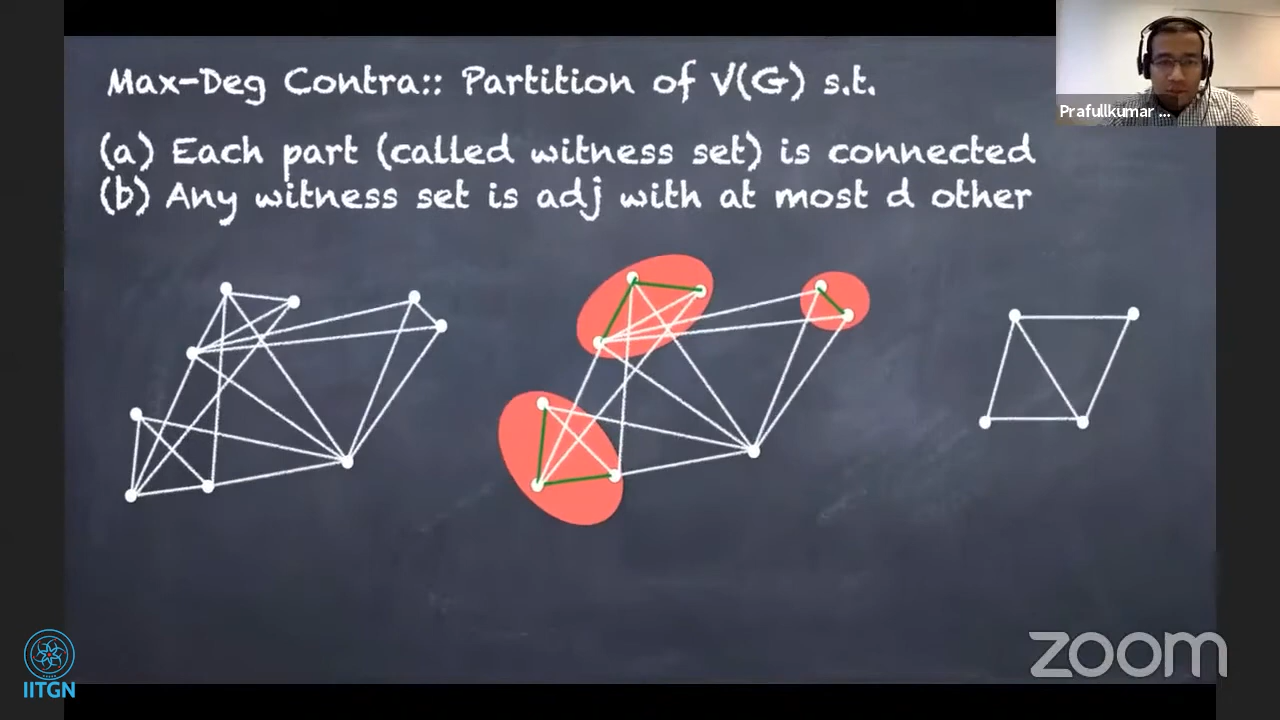 Max-Deg Contra:: Partition of V(G) s.t.
(a) Each part (called witness set) is connected
(b) Any witness set is adj with at most d other
Prafullkumar ...
zoom
IITGN